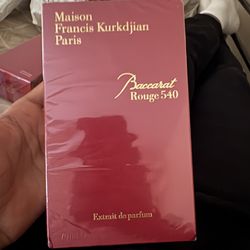 Maison
Francis Kurkdjian
Paris
Baccarat
Rouge 540
Extrait de parfum